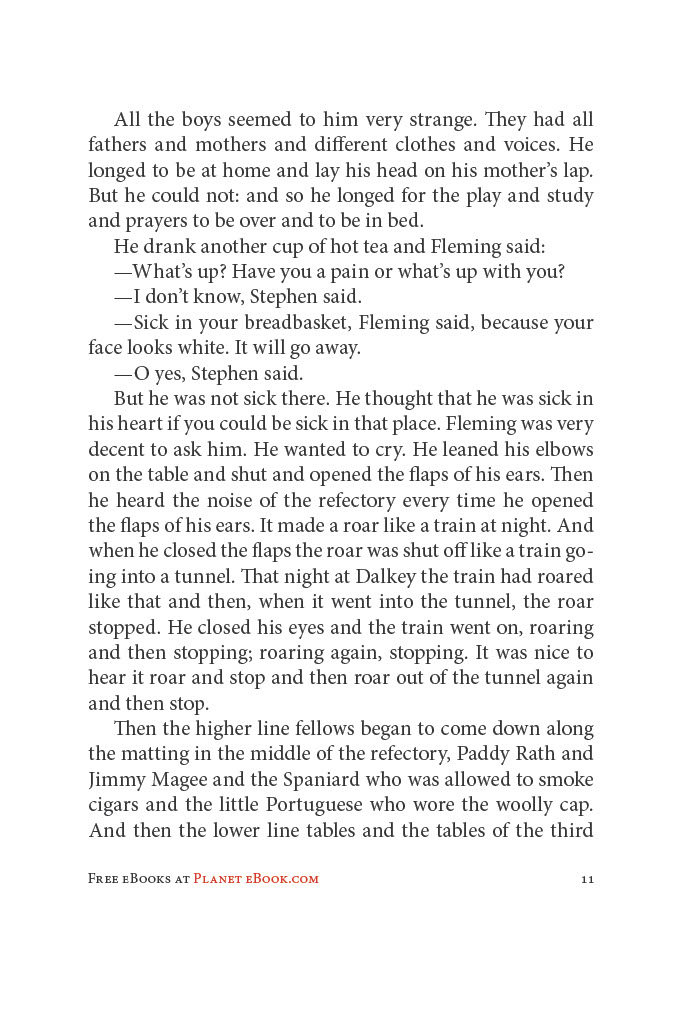 All the boys seemed to him very strange. They had all
fathers and mothers and different clothes and voices. He
longed to be at home and lay his head on his mother’s lap.
But he could not: and so he longed for the play and study
and prayers to be over and to be in bed.
He drank another cup of hot tea and Fleming said:
—What’s up? Have you a pain or what’s up with you?
—I don’t know, Stephen said.
—Sick in your breadbasket, Fleming said, because your
face looks white. It will go away.
—O yes, Stephen said.
But he was not sick there. He thought that he was sick in
his heart if you could be sick in that place. Fleming was very
decent to ask him. He wanted to cry. He leaned his elbows
on the table and shut and opened the flaps of his ears. Then
he heard the noise of the refectory every time he opened
the flaps of his ears. It made a roar like a train at night. And
when he closed the flaps the roar was shut off like a train go-
ing into a tunnel. That night at Dalkey the train had roared
like that and then, when it went into the tunnel, the roar
stopped. He closed his eyes and the train went on, roaring
and then stopping; roaring again, stopping. It was nice to
hear it roar and stop and then roar out of the tunnel again
and then stop.
Then the higher line fellows began to come down along
the matting in the middle of the refectory, Paddy Rath and
Jimmy Magee and the Spaniard who was allowed to smoke
cigars and the little Portuguese who wore the woolly cap.
And then the lower line tables and the tables of the third
Free eBooks at Planet eBook.com 11